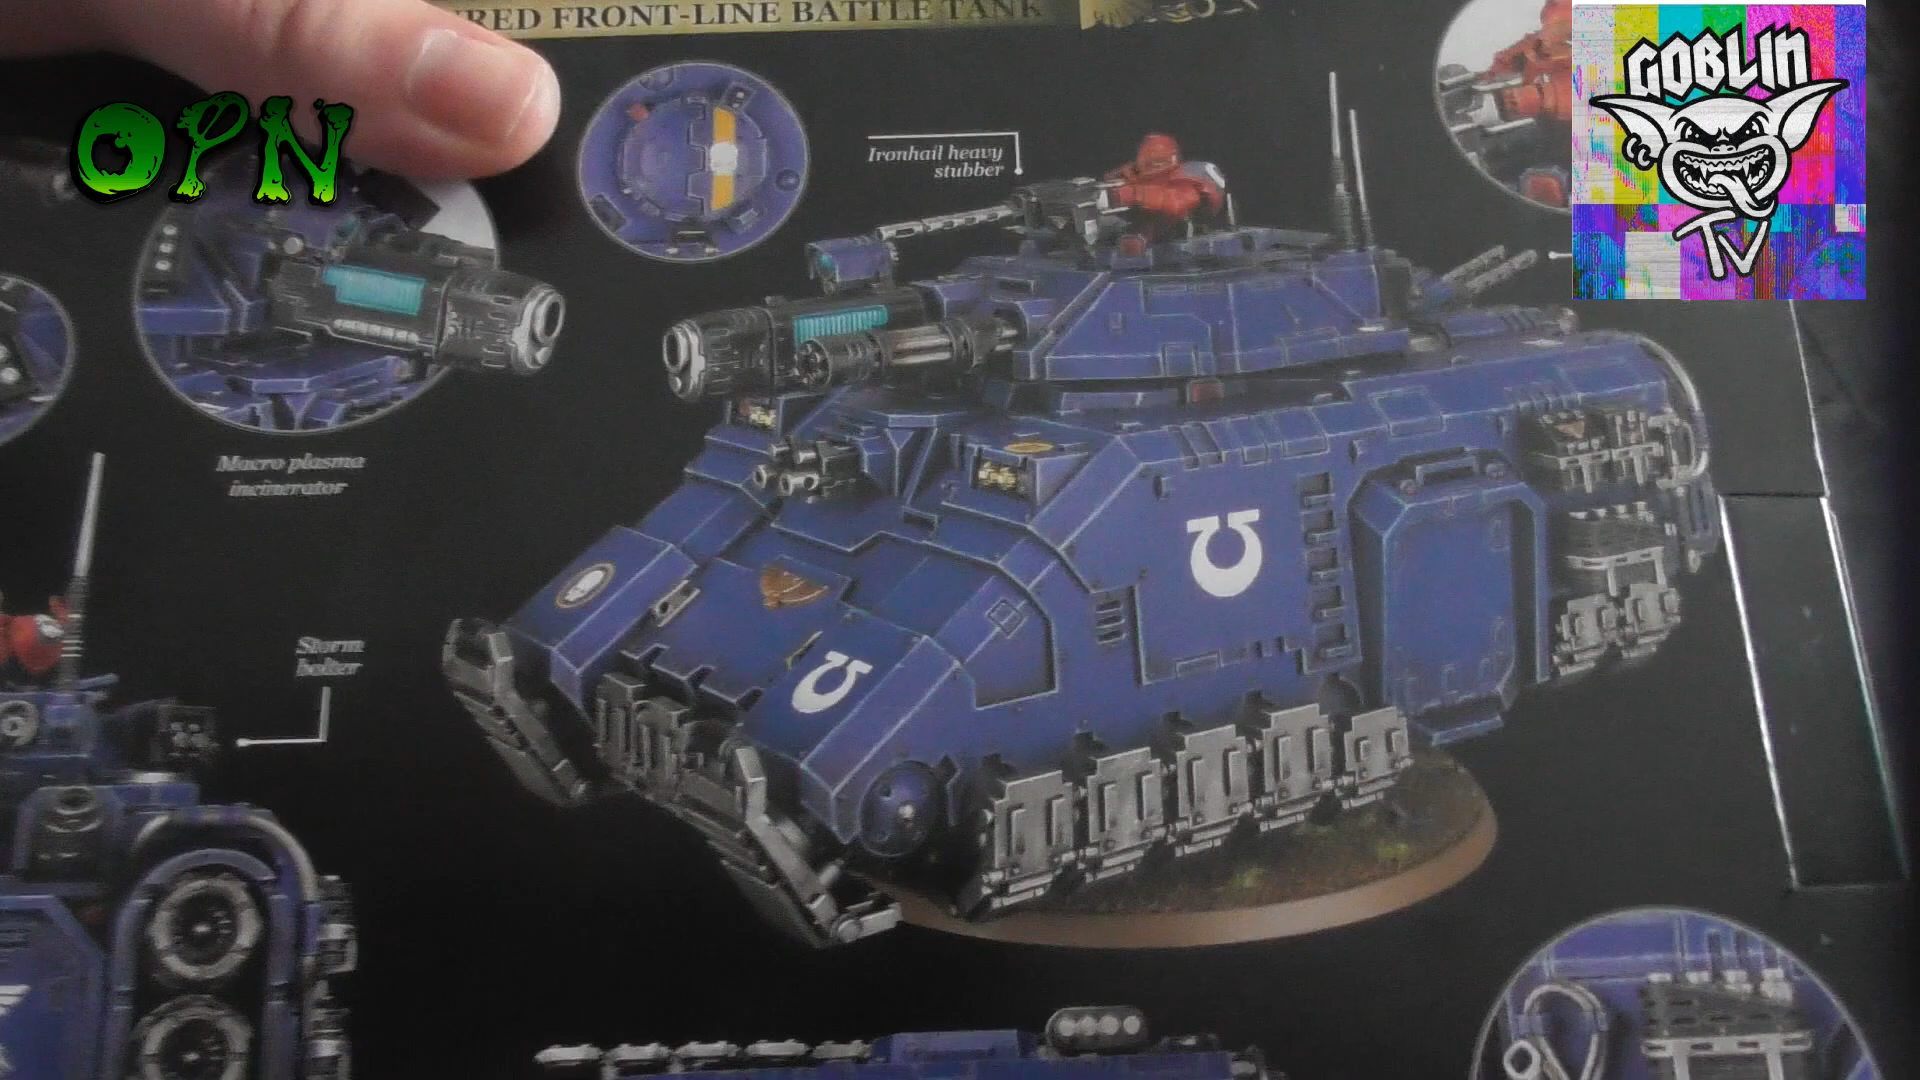 RED FRONT-LINE BATTLE TANK
OPN
GOBLIN
TV
Ironhail heavy
stubber
Macro plasma
incinerator
Storm
bolter